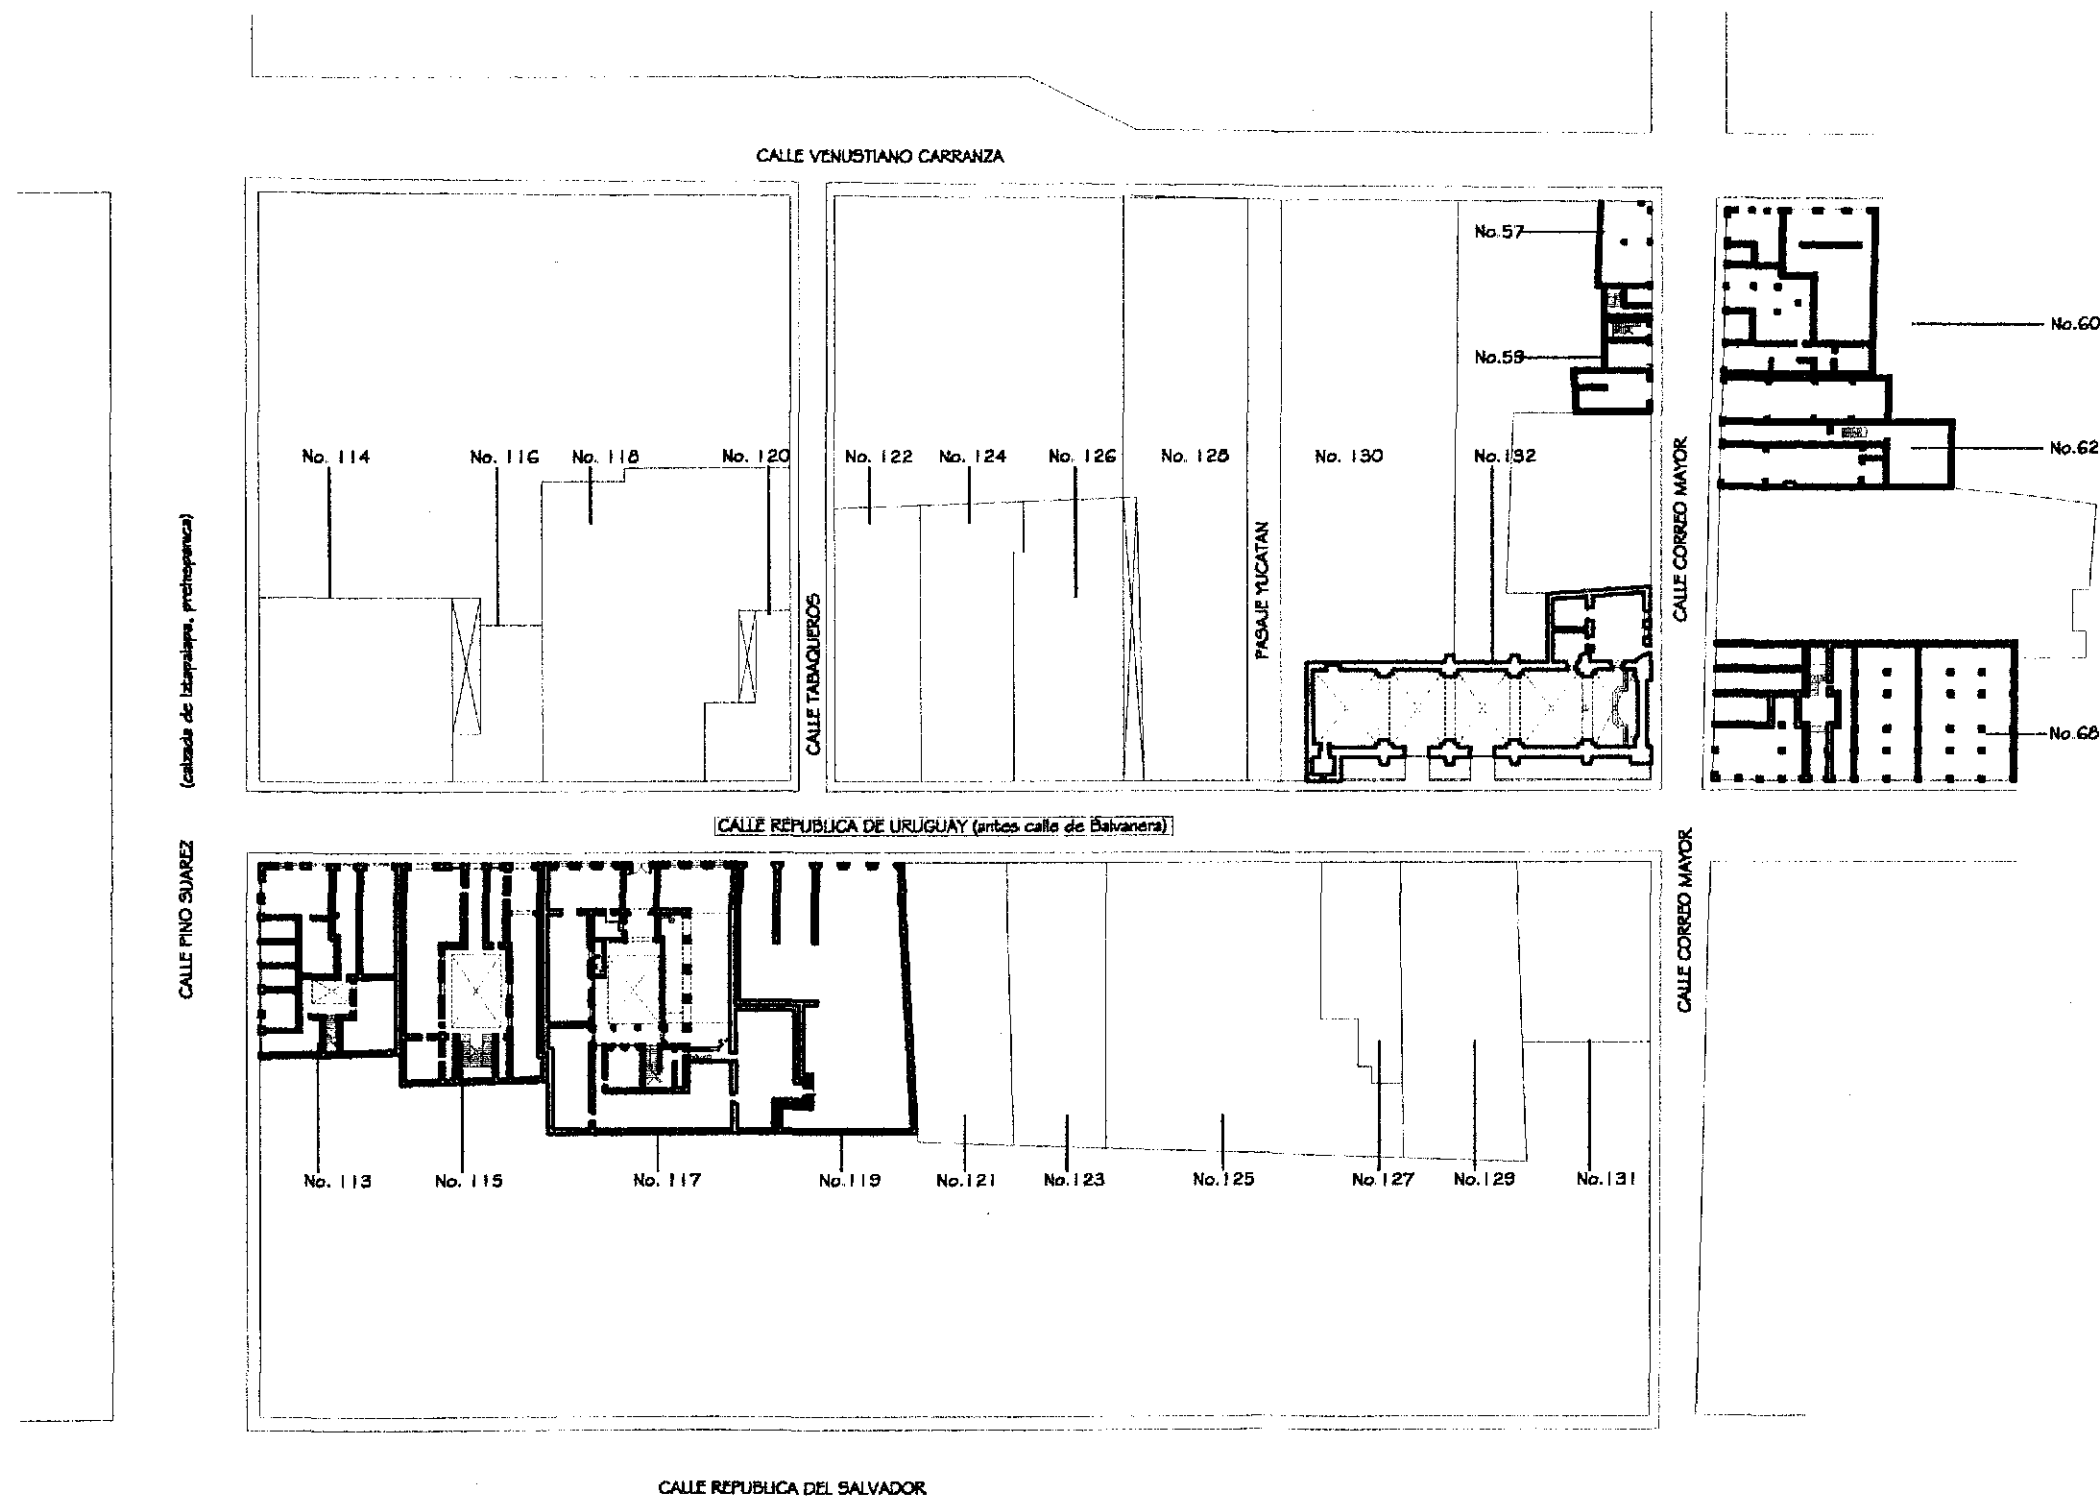 CALLE VENUSTIANO CARRANZA
No.57
No.60
No.59
No. 114
No. 116
No. 118
No. 120
No. 122
No. 124
No. 126
No. 128
No. 130
No.132
No.62
CALLE CORREO MAYOR
(calzada de Iztapalapa, prehispanica)
PASAJE YUCATAN
CALLE TABAQUEROS
No.68
CALLE REPUBLICA DE URUGUAY (antes calle de Balvanera)
CALLE PINO SUAREZ
CALLE CORREO MAYOR
No. 113
No. 115
No. 117
No.119
No.121
No.123
No.125
No.127
No.129
No.131
CALLE REPUBLICA DEL SALVADOR